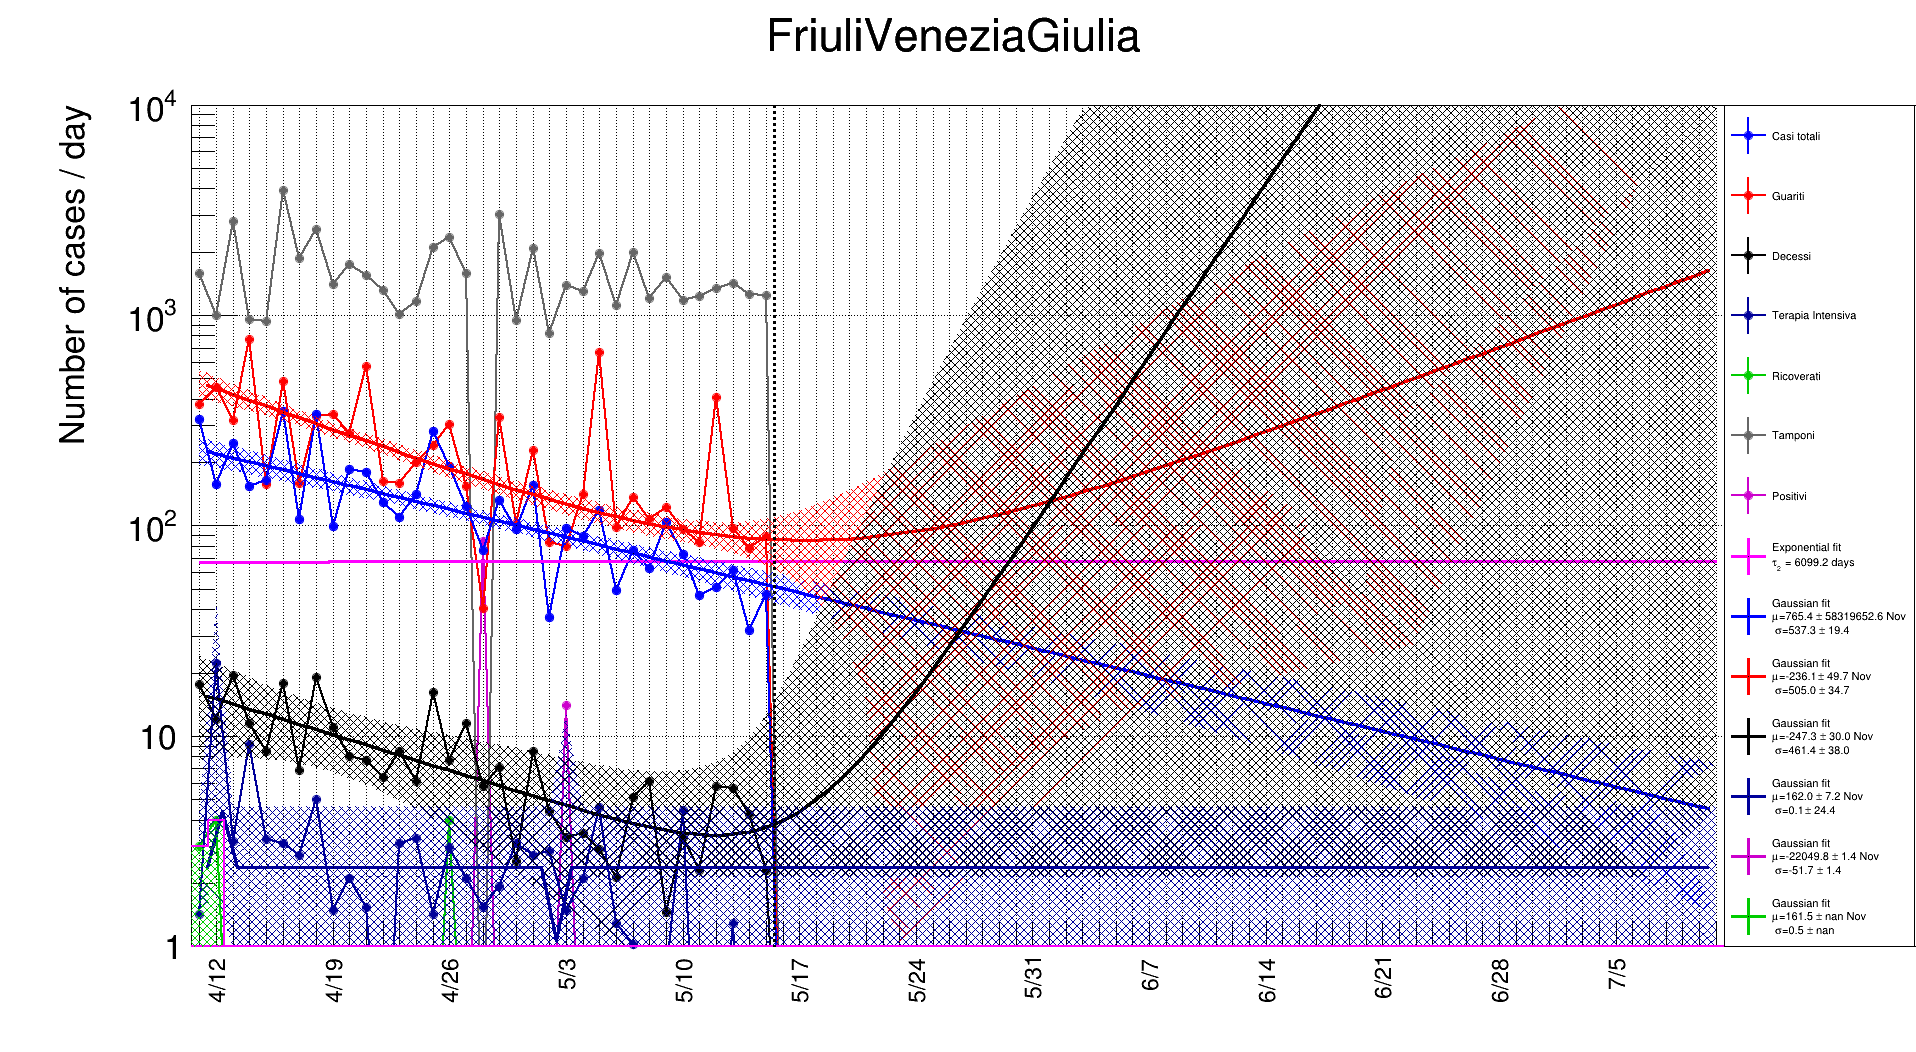 FriuliVeneziaGiulia
Number of cases / day
10^4
10^3
10^2
10
1
4/12
4/19
4/26
5/3
5/10
5/17
5/24
5/31
6/7
6/14
6/21
6/28
7/5
Casi totali
Guariti
Decessi
Terapia Intensiva
Ricoverati
Tamponi
Positivi
Exponential fit
τ_2 = 6099.2 days
Gaussian fit
μ=765.4 ± 58319652.6 Nov
σ=537.3 ± 19.4
Gaussian fit
μ=-236.1 ± 49.7 Nov
σ=505.0 ± 34.7
Gaussian fit
μ=-247.3 ± 30.0 Nov
σ=461.4 ± 38.0
Gaussian fit
μ=162.0 ± 7.2 Nov
σ=0.1 ± 24.4
Gaussian fit
μ=-22049.8 ± 1.4 Nov
σ=-51.7 ± 1.4
Gaussian fit
μ=161.5 ± nan Nov
σ=0.5 ± nan